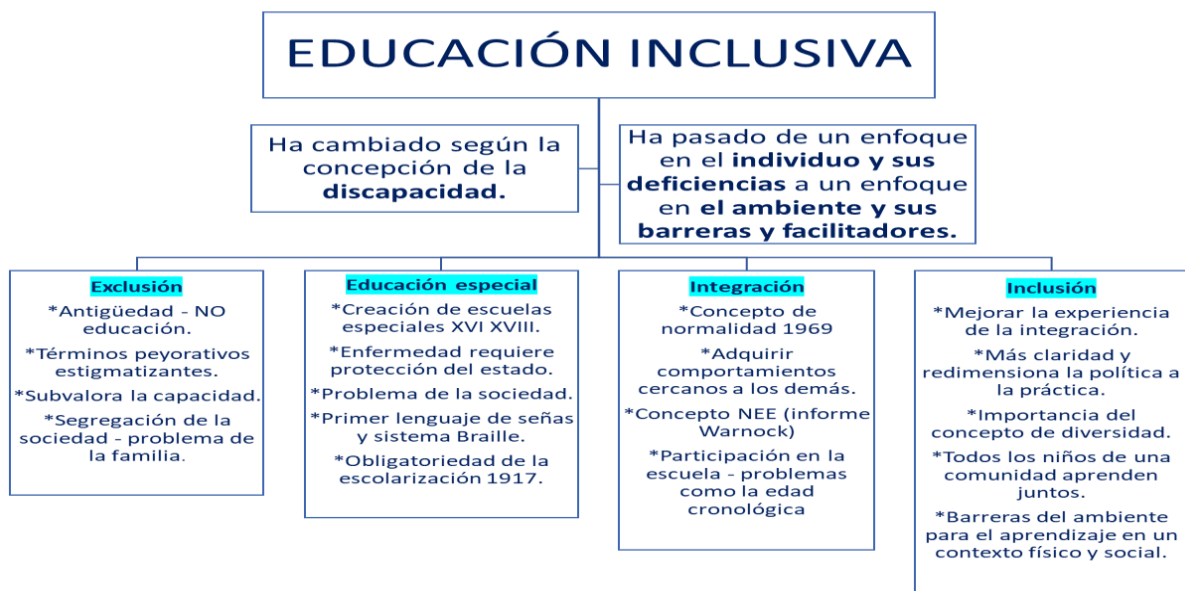 EDUCACIÓN INCLUSIVA
Ha cambiado según la
concepción de la
discapacidad.
Ha pasado de un enfoque
en el individuo y sus
deficiencias a un enfoque
en el ambiente y sus
barreras y facilitadores.
Exclusión
*Antigüedad - NO
educación.
*Términos peyorativos
estigmatizantes.
*Subvalora la capacidad.
*Segregación de la
sociedad - problema de
la familia.
Educación especial
*Creación de escuelas
especiales XVI XVIII.
*Enfermedad requiere
protección del estado.
*Problema de la sociedad.
*Primer lenguaje de señas
y sistema Braille.
*Obligatoriedad de la
escolarización 1917.
Integración
*Concepto de
normalidad 1969
*Adquirir
comportamientos
cercanos a los demás.
*Concepto NEE (informe
Warnock)
*Participación en la
escuela - problemas
como la edad
cronológica
Inclusión
*Mejorar la experiencia
de la integración.
*Más claridad y
redimensiona la política a
la práctica.
*Importancia del
concepto de diversidad.
*Todos los niños de una
comunidad aprenden
juntos.
*Barreras del ambiente
para el aprendizaje en un
contexto físico y social.